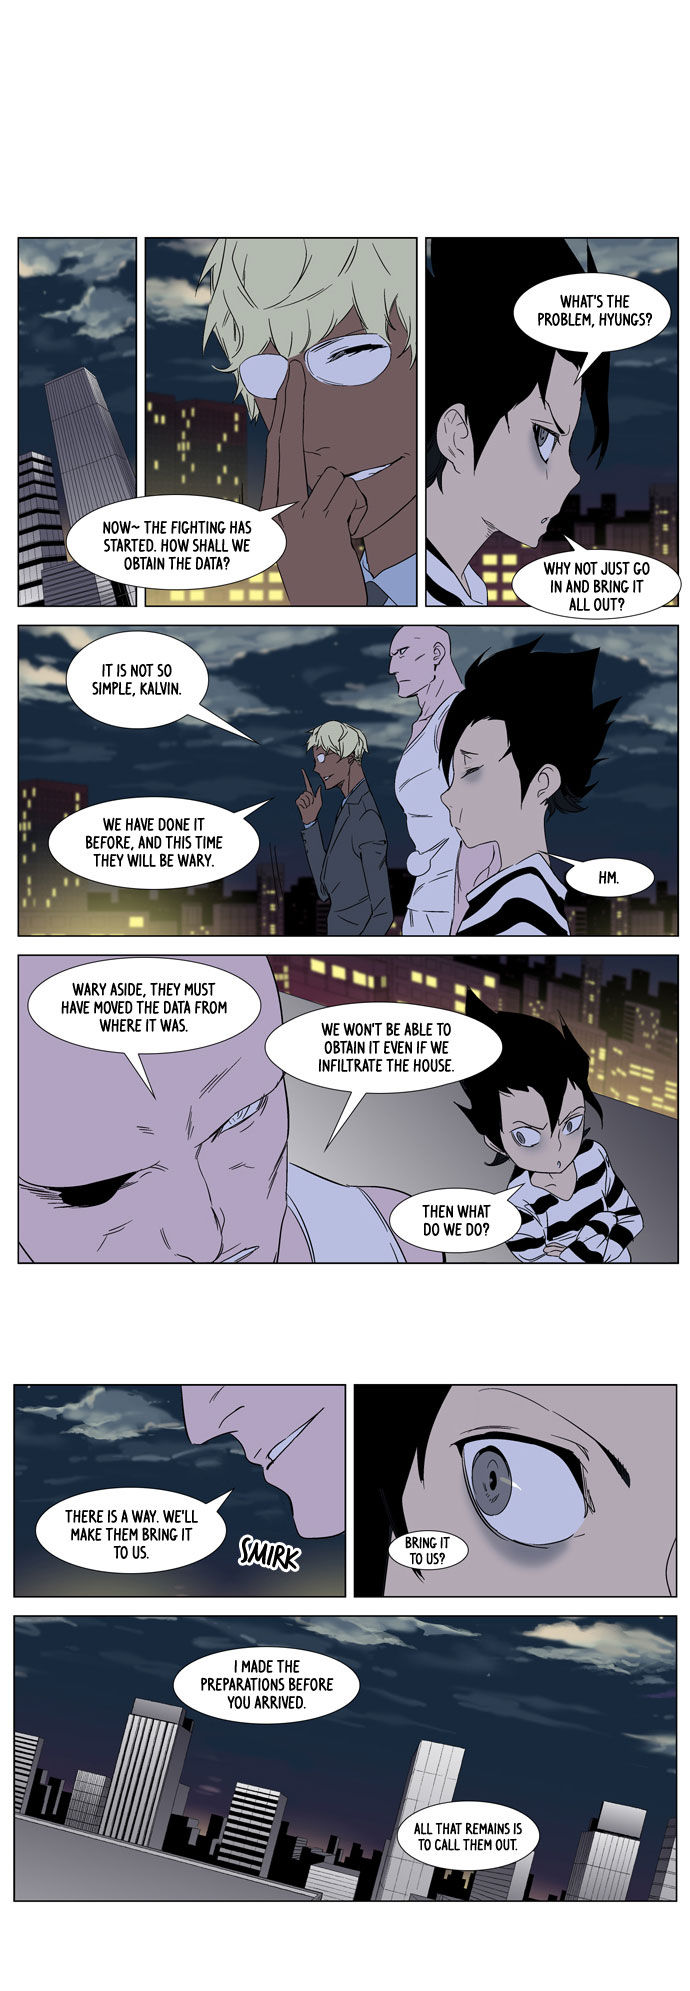 NOW~ THE FIGHTING HAS
STARTED. HOW SHALL WE
OBTAIN THE DATA?
WHAT'S THE
PROBLEM, HYUNGS?
WHY NOT JUST GO
IN AND BRING IT
ALL OUT?
IT IS NOT SO
SIMPLE, KALVIN.
WE HAVE DONE IT
BEFORE, AND THIS TIME
THEY WILL BE WARY.
HM.
WARY ASIDE, THEY MUST
HAVE MOVED THE DATA FROM
WHERE IT WAS.
WE WON'T BE ABLE TO
OBTAIN IT EVEN IF WE
INFILTRATE THE HOUSE.
THEN WHAT
DO WE DO?
THERE IS A WAY. WE'LL
MAKE THEM BRING IT
TO US.
SMIRK
BRING IT
TO US?
I MADE THE
PREPARATIONS BEFORE
YOU ARRIVED.
ALL THAT REMAINS IS
TO CALL THEM OUT.